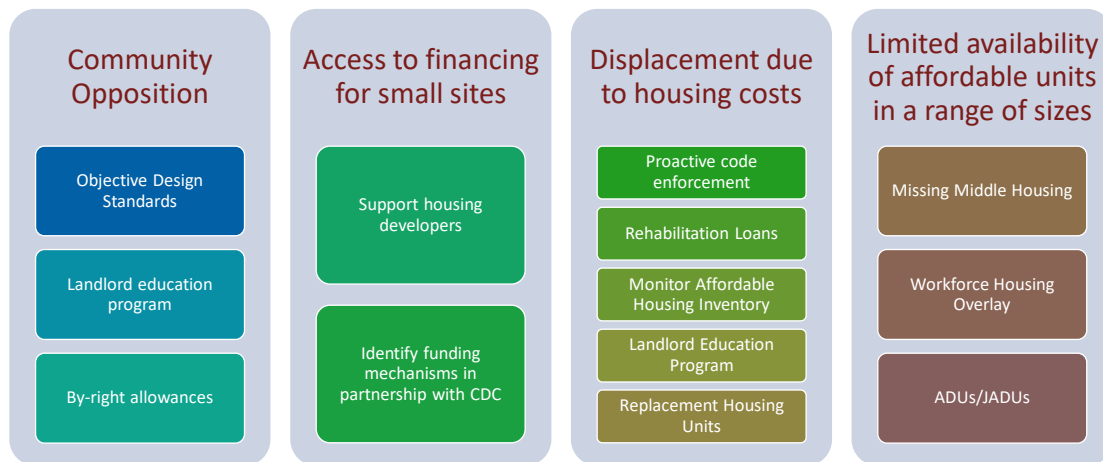 Community
Opposition
Objective Design
Standards
Landlord education
program
By-right allowances
Access to financing
for small sites
Support housing
developers
Identify funding
mechanisms in
partnership with CDC
Displacement due
to housing costs
Proactive code
enforcement
Rehabilitation Loans
Monitor Affordable
Housing Inventory
Landlord Education
Program
Replacement Housing
Units
Limited availability
of affordable units
in a range of sizes
Missing Middle Housing
Workforce Housing
Overlay
ADUs/JADUs